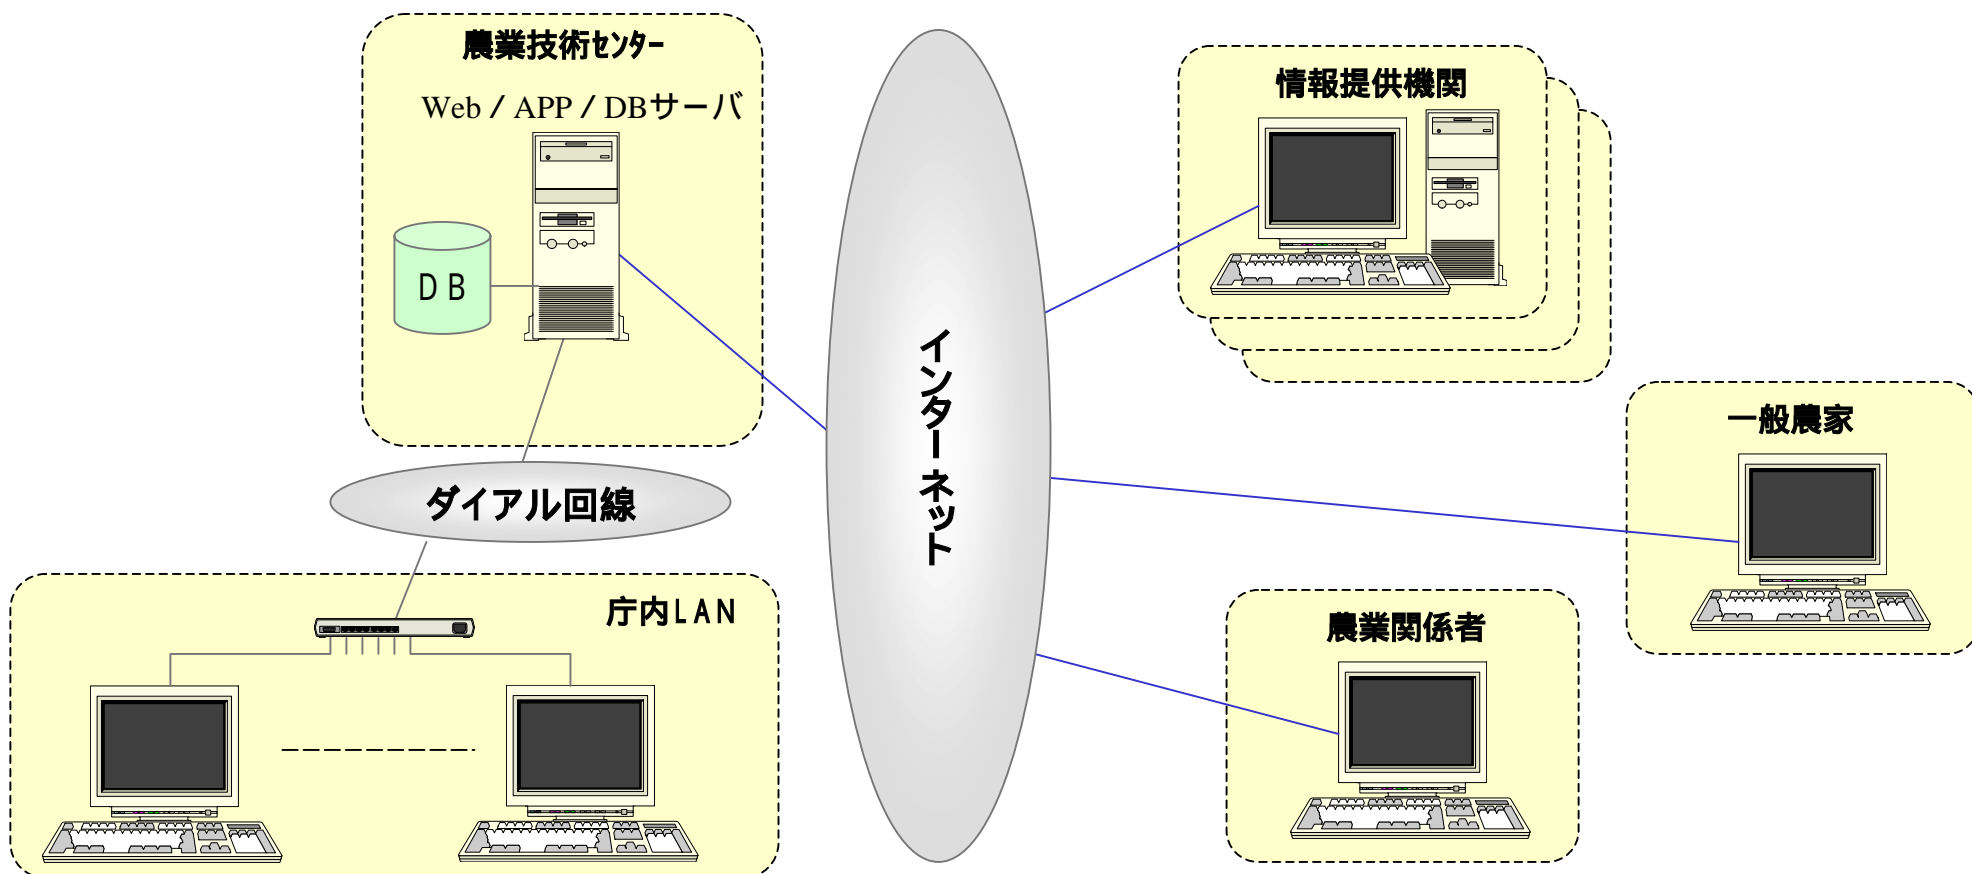 農業技術センター
Web / APP / DBサーバ
DB
ダイアル回線
庁内LAN
インターネット
情報提供機関
一般農家
農業関係者